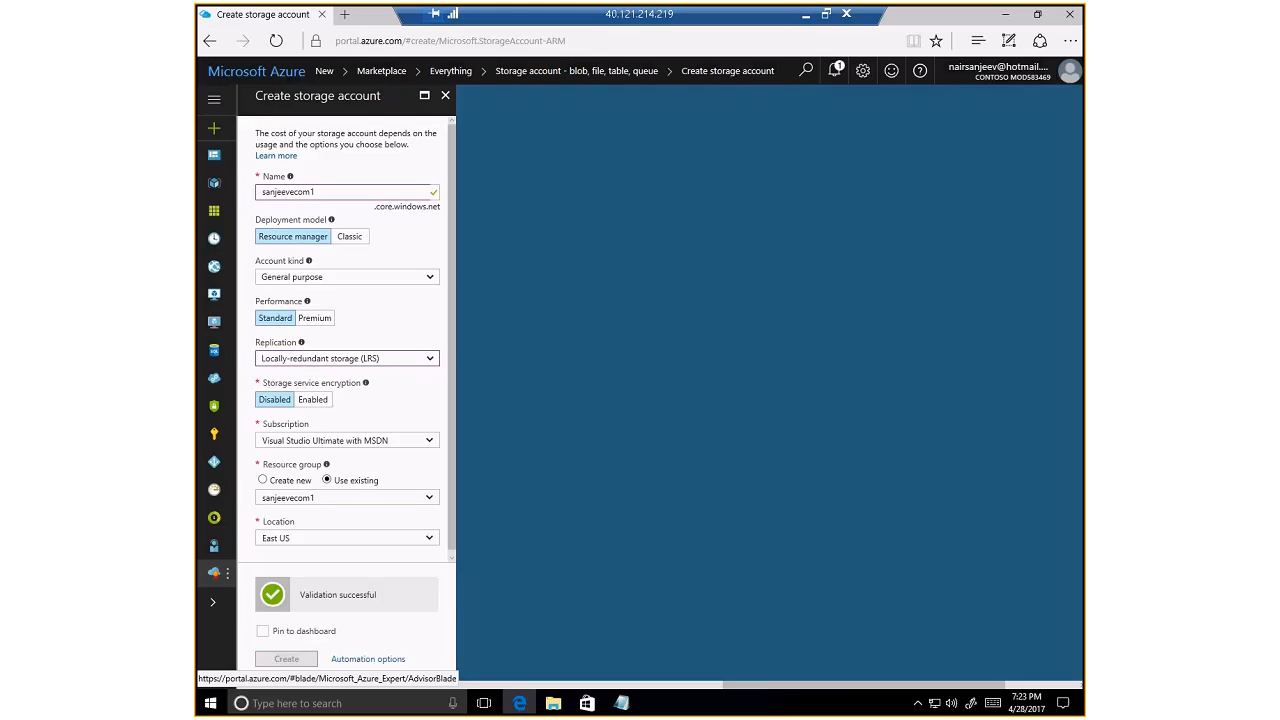 Create storage account
40.121.214.219
portal.azure.com/#create/Microsoft.StorageAccount-ARM
Microsoft Azure New Marketplace Everything Storage account - blob, file, table, queue Create storage account
1
nairsanjeev@hotmail....
CONTOSO MOD583469
Create storage account
The cost of your storage account depends on the
usage and the options you choose below.
Learn more
* Name
sanjeevecom1
.core.windows.net
Deployment model
Resource manager Classic
Account kind
General purpose
Performance
Standard Premium
Replication
Locally-redundant storage (LRS)
* Storage service encryption
Disabled Enabled
* Subscription
Visual Studio Ultimate with MSDN
* Resource group
Create new Use existing
sanjeevecom1
* Location
East US
Validation successful
Pin to dashboard
Create Automation options
https://portal.azure.com/#blade/Microsoft_Azure_Expert/AdvisorBlade
Type here to search
7:23 PM
4/28/2017